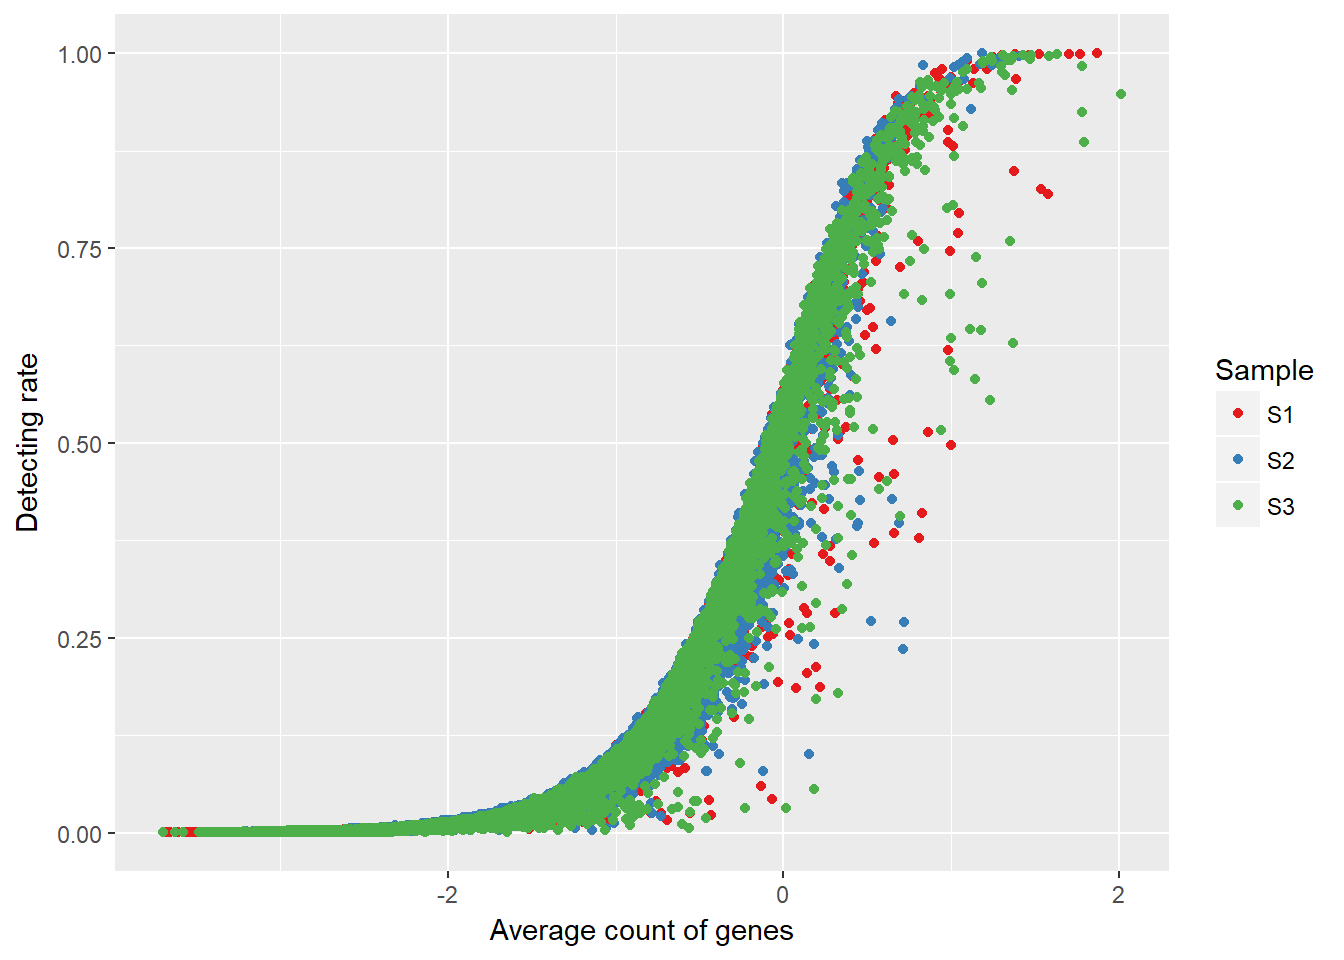 1.00
0.75
0.50
0.25
0.00
-2
0
2
Average count of genes
Detecting rate
Sample
S1
S2
S3